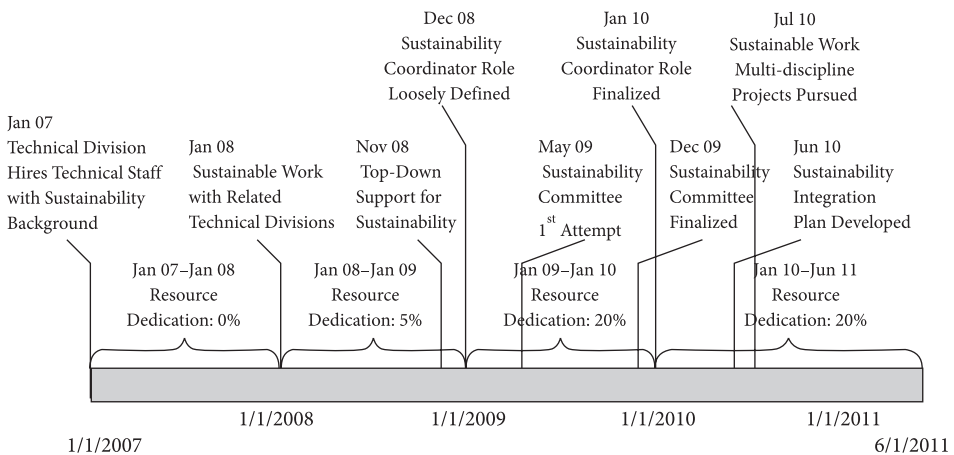 Dec 08
Sustainability
Coordinator Role
Loosely Defined
Jan 10
Sustainability
Coordinator Role
Finalized
Jul 10
Sustainable Work
Multi-discipline
Projects Pursued
Jan 07
Technical Division
Hires Technical Staff
with Sustainability
Background
Jan 08
Sustainable Work
with Related
Technical Divisions
Nov 08
Top-Down
Support for
Sustainability
May 09
Sustainability
Committee
1st Attempt
Dec 09
Sustainability
Committee
Finalized
Jun 10
Sustainability
Integration
Plan Developed
Jan 07–Jan 08
Resource
Dedication: 0%
Jan 08–Jan 09
Resource
Dedication: 5%
Jan 09–Jan 10
Resource
Dedication: 20%
Jan 10–Jun 11
Resource
Dedication: 20%
1/1/2007
1/1/2008
1/1/2009
1/1/2010
1/1/2011
6/1/2011